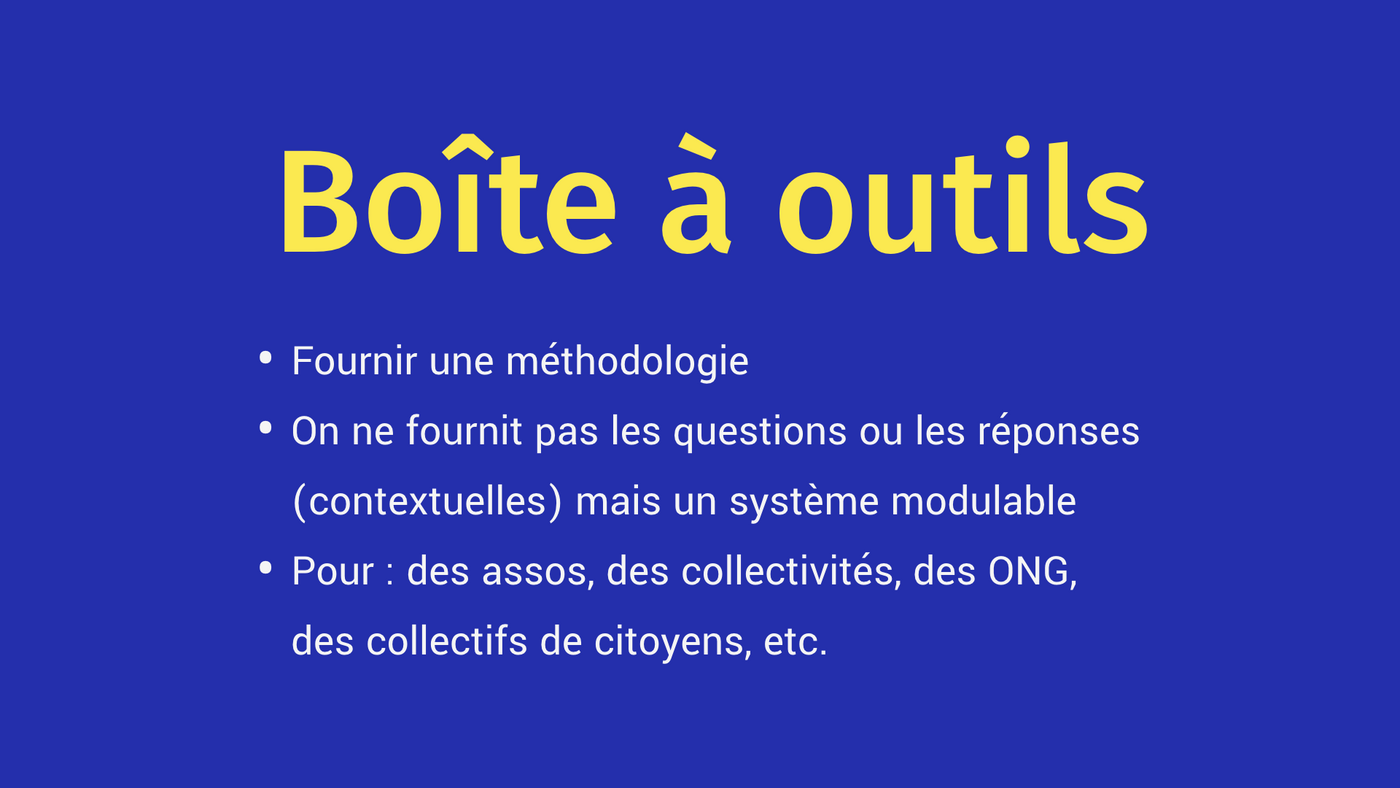 Boîte à outils
• Fournir une méthodologie
• On ne fournit pas les questions ou les réponses
(contextuelles) mais un système modulable
• Pour : des assos, des collectivités, des ONG,
des collectifs de citoyens, etc.